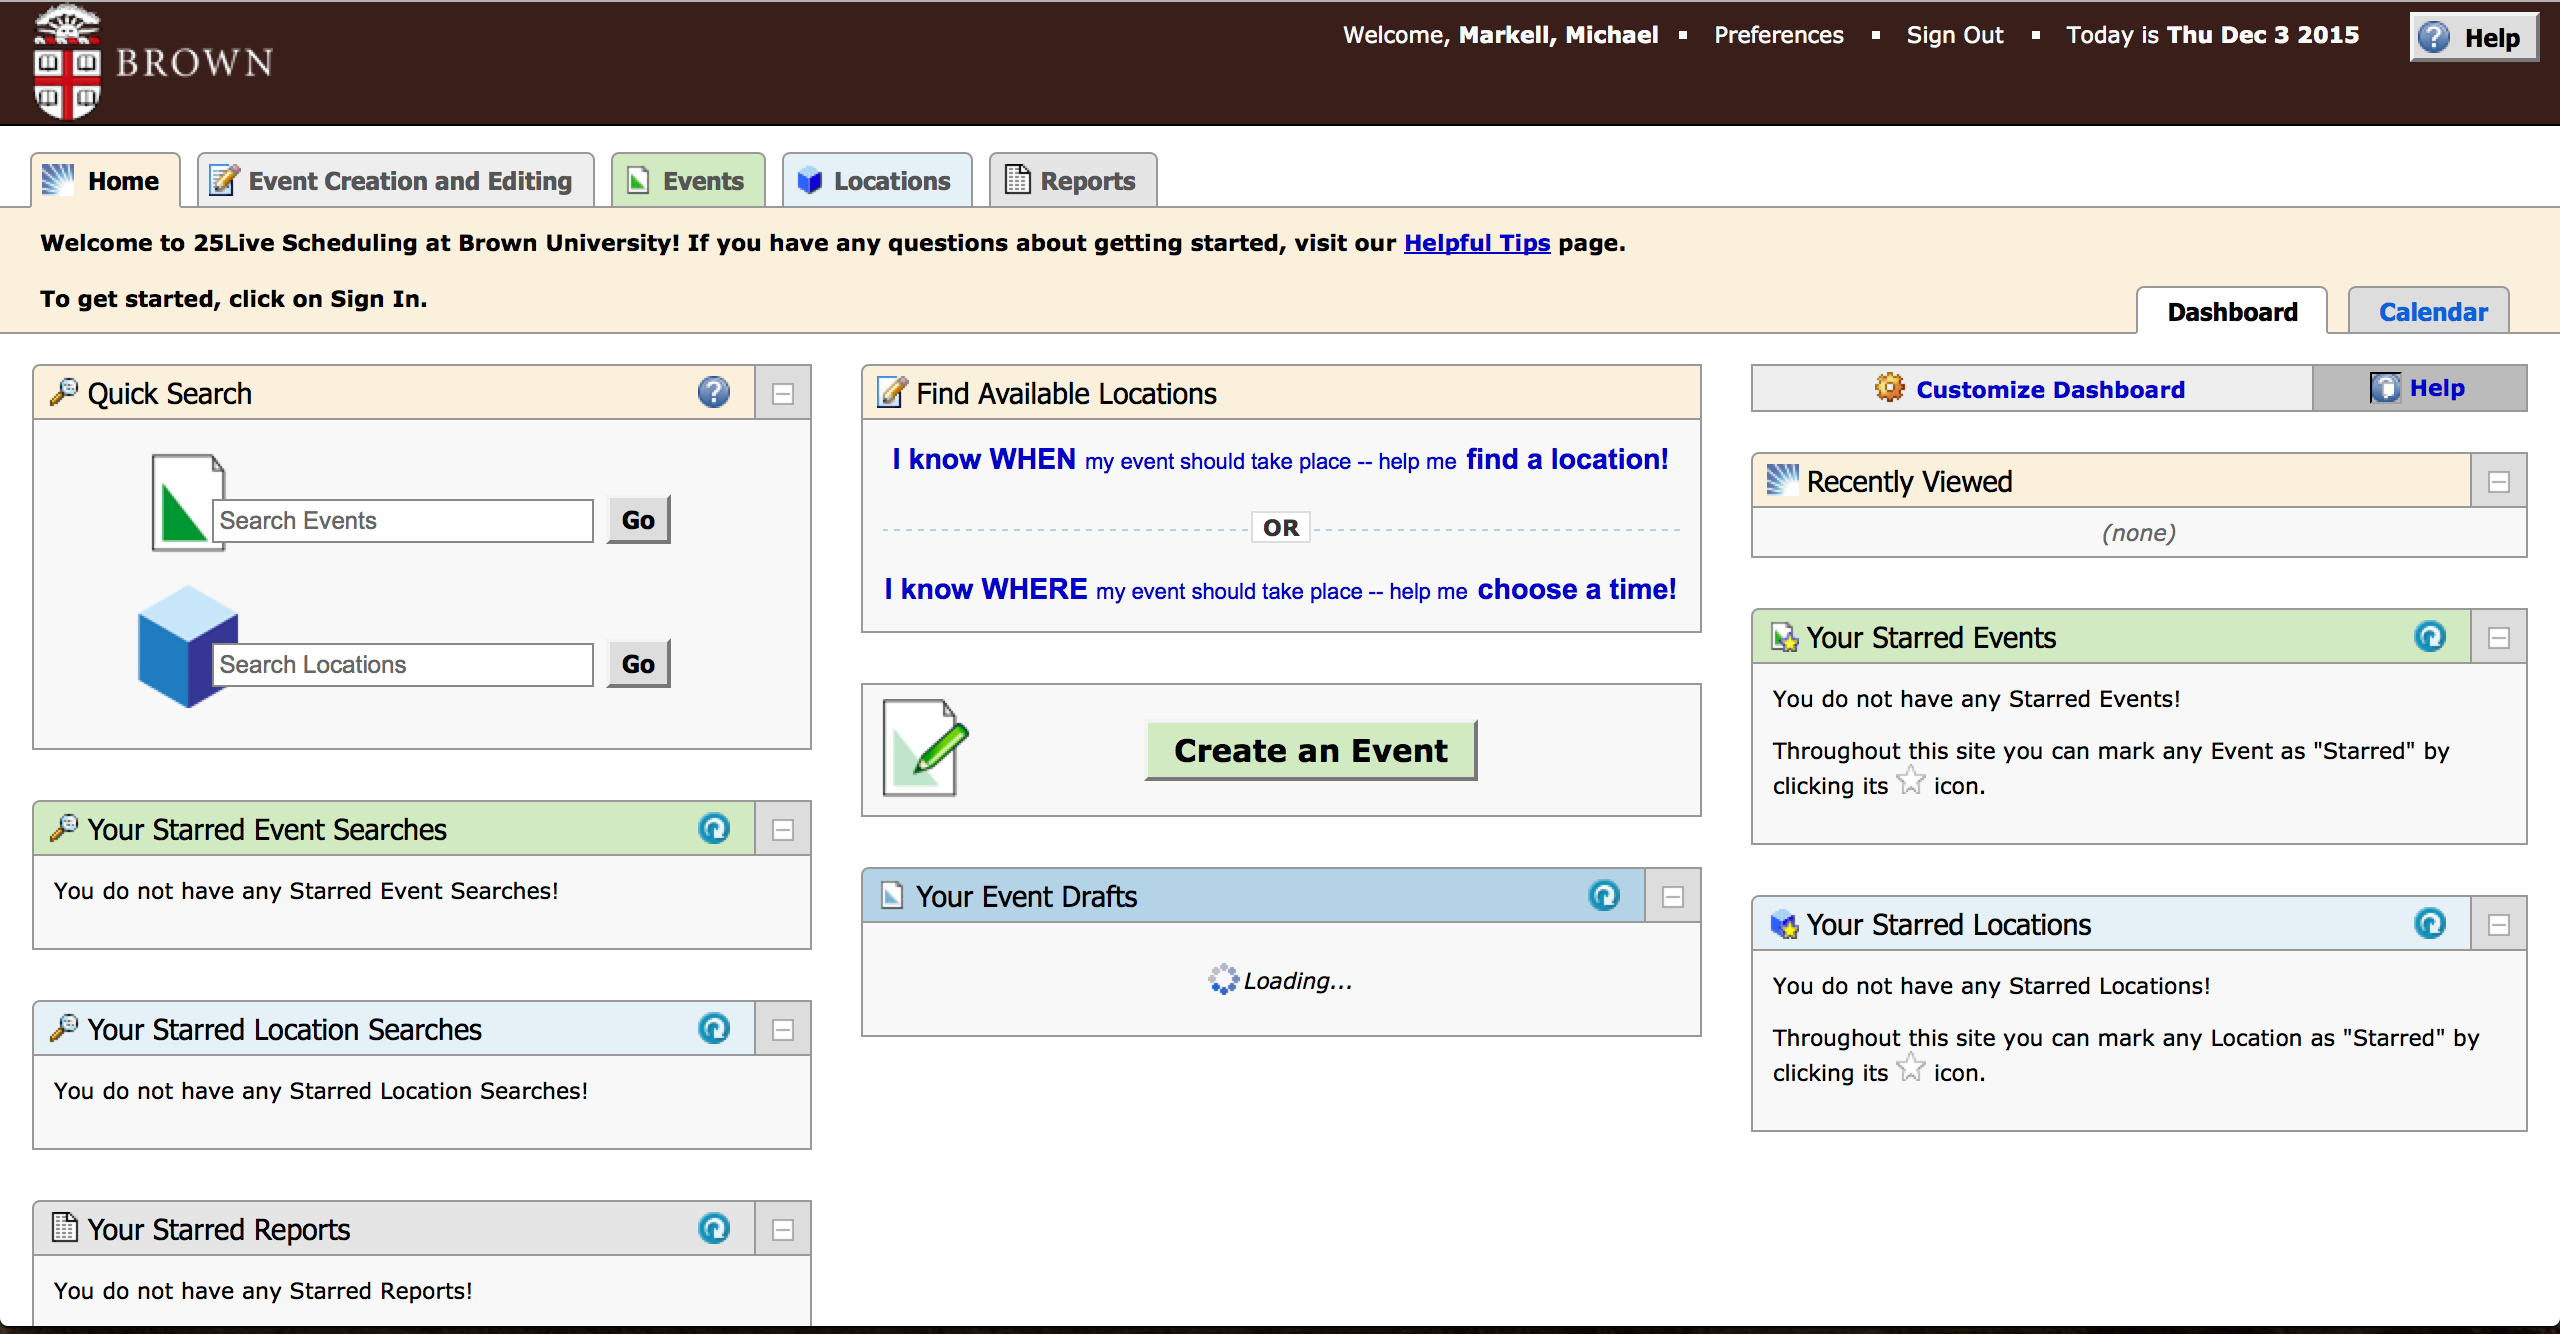 BROWN
Welcome, Markell, Michael ▪ Preferences ▪ Sign Out ▪ Today is Thu Dec 3 2015
Help
Home
Event Creation and Editing
Events
Locations
Reports
Welcome to 25Live Scheduling at Brown University! If you have any questions about getting started, visit our Helpful Tips page.
To get started, click on Sign In.
Dashboard
Calendar
Quick Search
Search Events
Go
Search Locations
Go
Your Starred Event Searches
You do not have any Starred Event Searches!
Your Starred Location Searches
You do not have any Starred Location Searches!
Your Starred Reports
You do not have any Starred Reports!
Find Available Locations
I know WHEN my event should take place -- help me find a location!
OR
I know WHERE my event should take place -- help me choose a time!
Create an Event
Your Event Drafts
Loading...
Customize Dashboard
Help
Recently Viewed
(none)
Your Starred Events
You do not have any Starred Events!
Throughout this site you can mark any Event as "Starred" by
clicking its icon.
Your Starred Locations
You do not have any Starred Locations!
Throughout this site you can mark any Location as "Starred" by
clicking its icon.